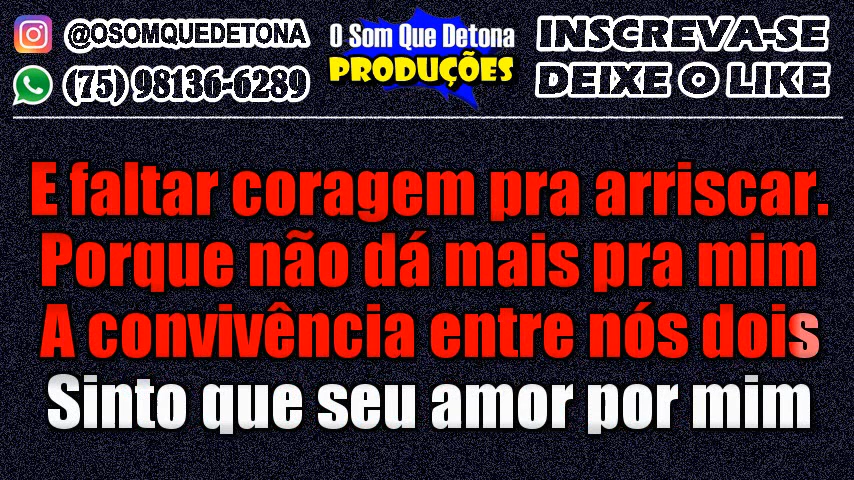 @OSOMQUEDETONA
(75) 98136-6289
O Som Que Detona
PRODUÇÕES
INSCREVA-SE
DEIXE O LIKE
E faltar coragem pra arriscar.
Porque não dá mais pra mim
A convivência entre nós dois
Sinto que seu amor por mim